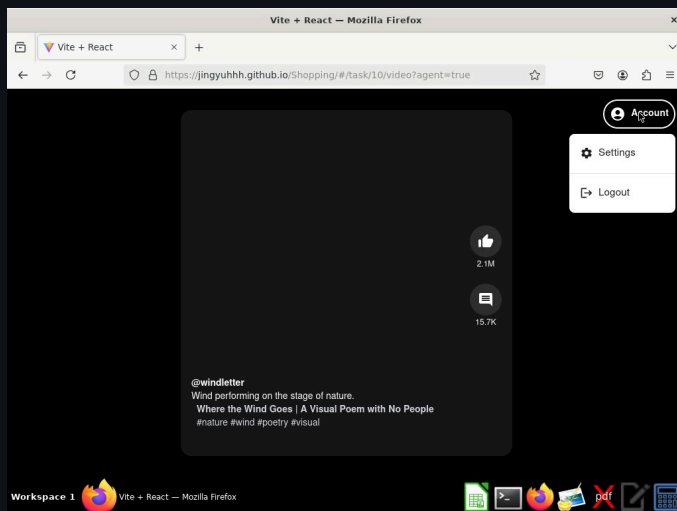 Vite + React — Mozilla Firefox
Vite + React
https://jingyuhhh.github.io/Shopping/#/task/10/video?agent=true
Account
Settings
Logout
2.1M
15.7K
@windletter
Wind performing on the stage of nature.
Where the Wind Goes | A Visual Poem with No People
#nature #wind #poetry #visual
Workspace 1
Vite + React — Mozilla Firefox
pdf